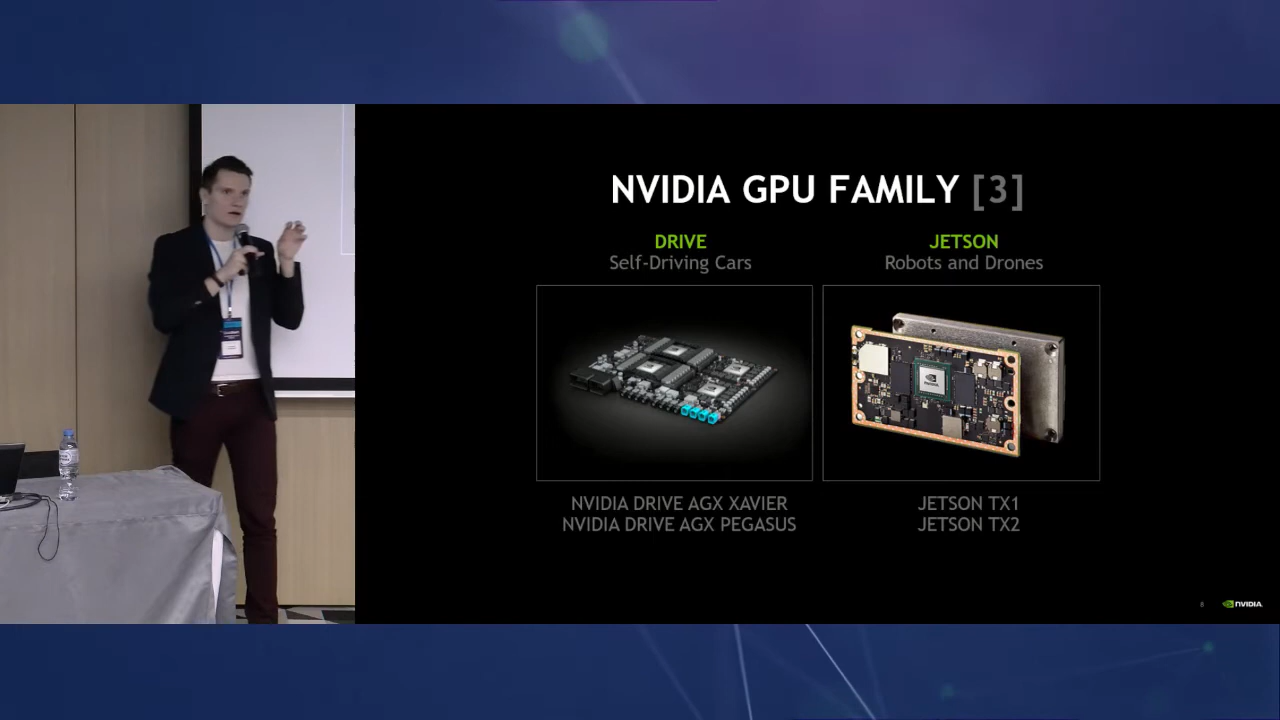 NVIDIA GPU FAMILY [3]
DRIVE
Self-Driving Cars
JETSON
Robots and Drones
NVIDIA DRIVE AGX XAVIER
NVIDIA DRIVE AGX PEGASUS
JETSON TX1
JETSON TX2
8
NVIDIA